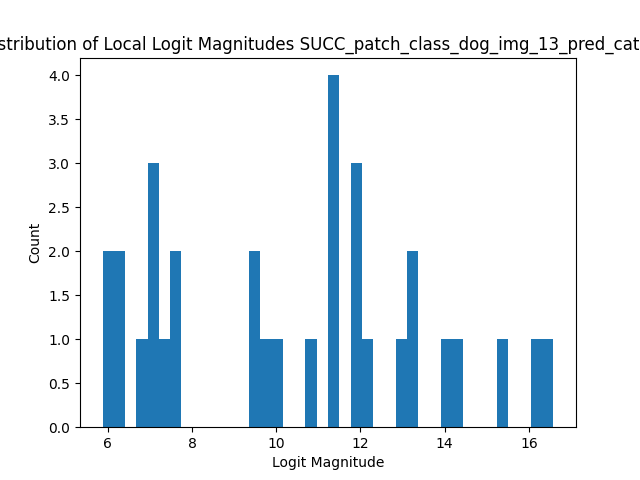 stribution of Local Logit Magnitudes SUCC_patch_class_dog_img_13_pred_cat
4.0
3.5
3.0
2.5
2.0
1.5
1.0
0.5
0.0
Count
6 8 10 12 14 16
Logit Magnitude